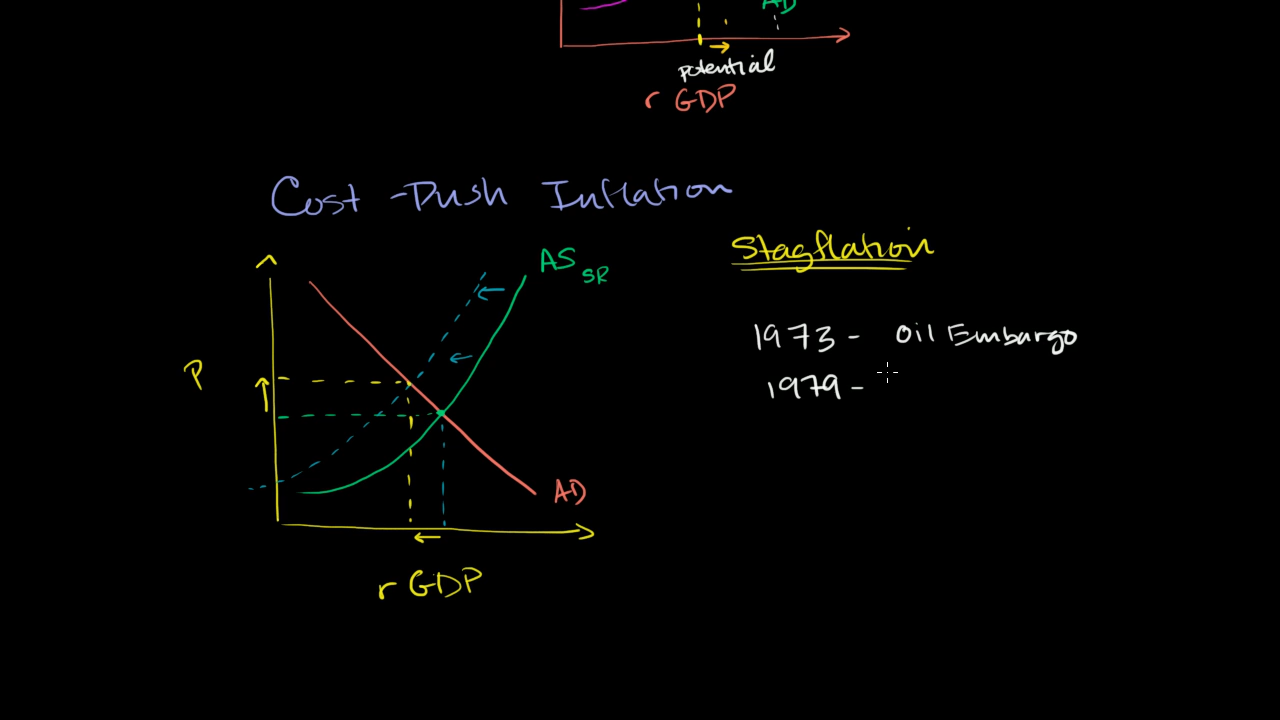 AD
potential
r GDP
Cost-Push Inflation
Stagflation
AS SR
1973 - Oil Embargo
P
1979 -
AD
r GDP